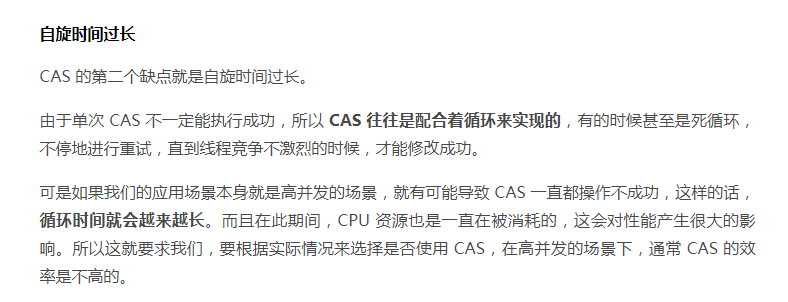 自旋时间过长
CAS 的第二个缺点就是自旋时间过长。
由于单次 CAS 不一定能执行成功，所以 CAS 往往是配合着循环来实现的，有的时候甚至是死循环，
不停地进行重试，直到线程竞争不激烈的时候，才能修改成功。
可是如果我们的应用场景本身就是高并发的场景，就有可能导致 CAS 一直都操作不成功，这样的话，
循环时间就会越来越长。而且在此期间，CPU 资源也是一直在被消耗的，这会对性能产生很大的影
响。所以这就要求我们，要根据实际情况来选择是否使用 CAS，在高并发的场景下，通常 CAS 的效
率是不高的。